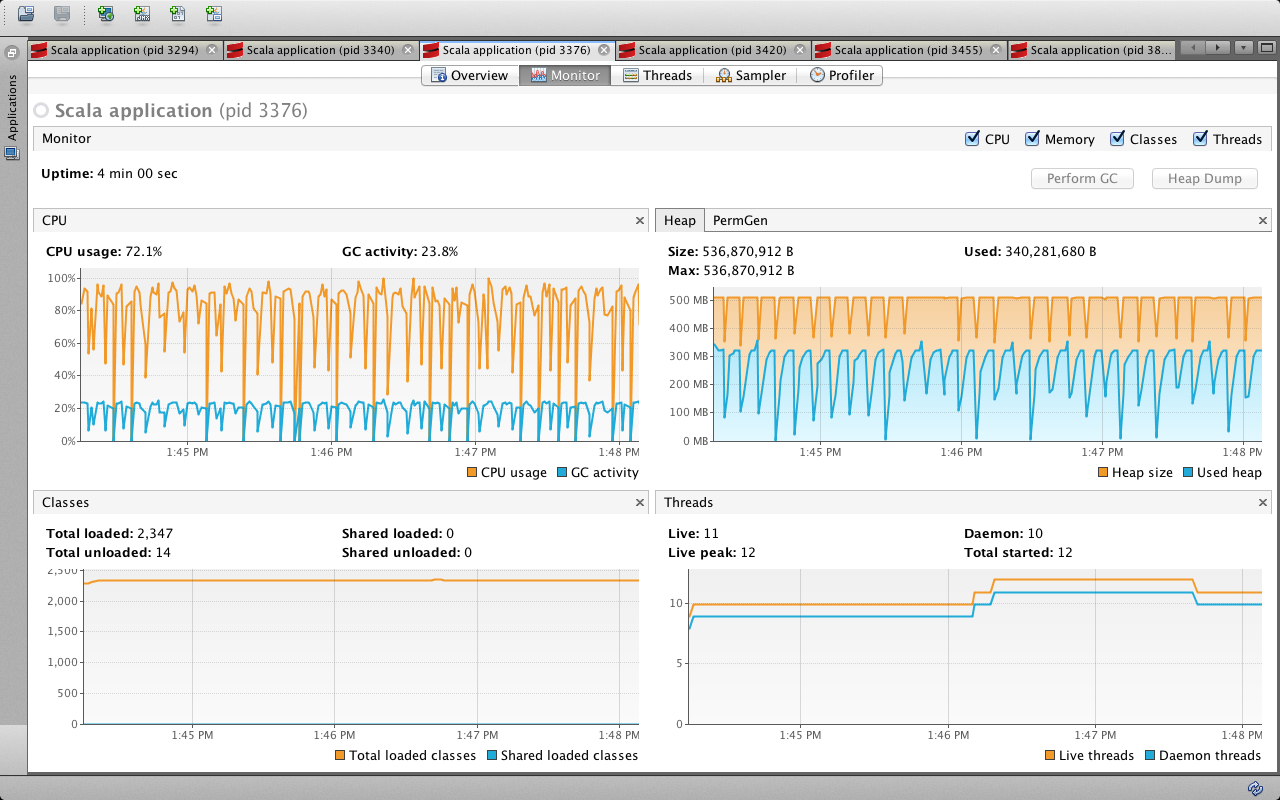 Scala application (pid 3294) Scala application (pid 3340) Scala application (pid 3376) Scala application (pid 3420) Scala application (pid 3455) Scala application (pid 38...
Applications
Overview Monitor Threads Sampler Profiler
Scala application (pid 3376)
Monitor CPU Memory Classes Threads
Uptime: 4 min 00 sec Perform GC Heap Dump
CPU
CPU usage: 72.1% GC activity: 23.8%
100%
80%
60%
40%
20%
0%
1:45 PM 1:46 PM 1:47 PM 1:48 PM
CPU usage GC activity
Heap PermGen
Size: 536,870,912 B Used: 340,281,680 B
Max: 536,870,912 B
500 MB
400 MB
300 MB
200 MB
100 MB
0 MB
1:45 PM 1:46 PM 1:47 PM 1:48 PM
Heap size Used heap
Classes
Total loaded: 2,347 Shared loaded: 0
Total unloaded: 14 Shared unloaded: 0
2,500
2,000
1,500
1,000
500
0
1:45 PM 1:46 PM 1:47 PM 1:48 PM
Total loaded classes Shared loaded classes
Threads
Live: 11 Daemon: 10
Live peak: 12 Total started: 12
10
5
0
1:45 PM 1:46 PM 1:47 PM 1:48 PM
Live threads Daemon threads